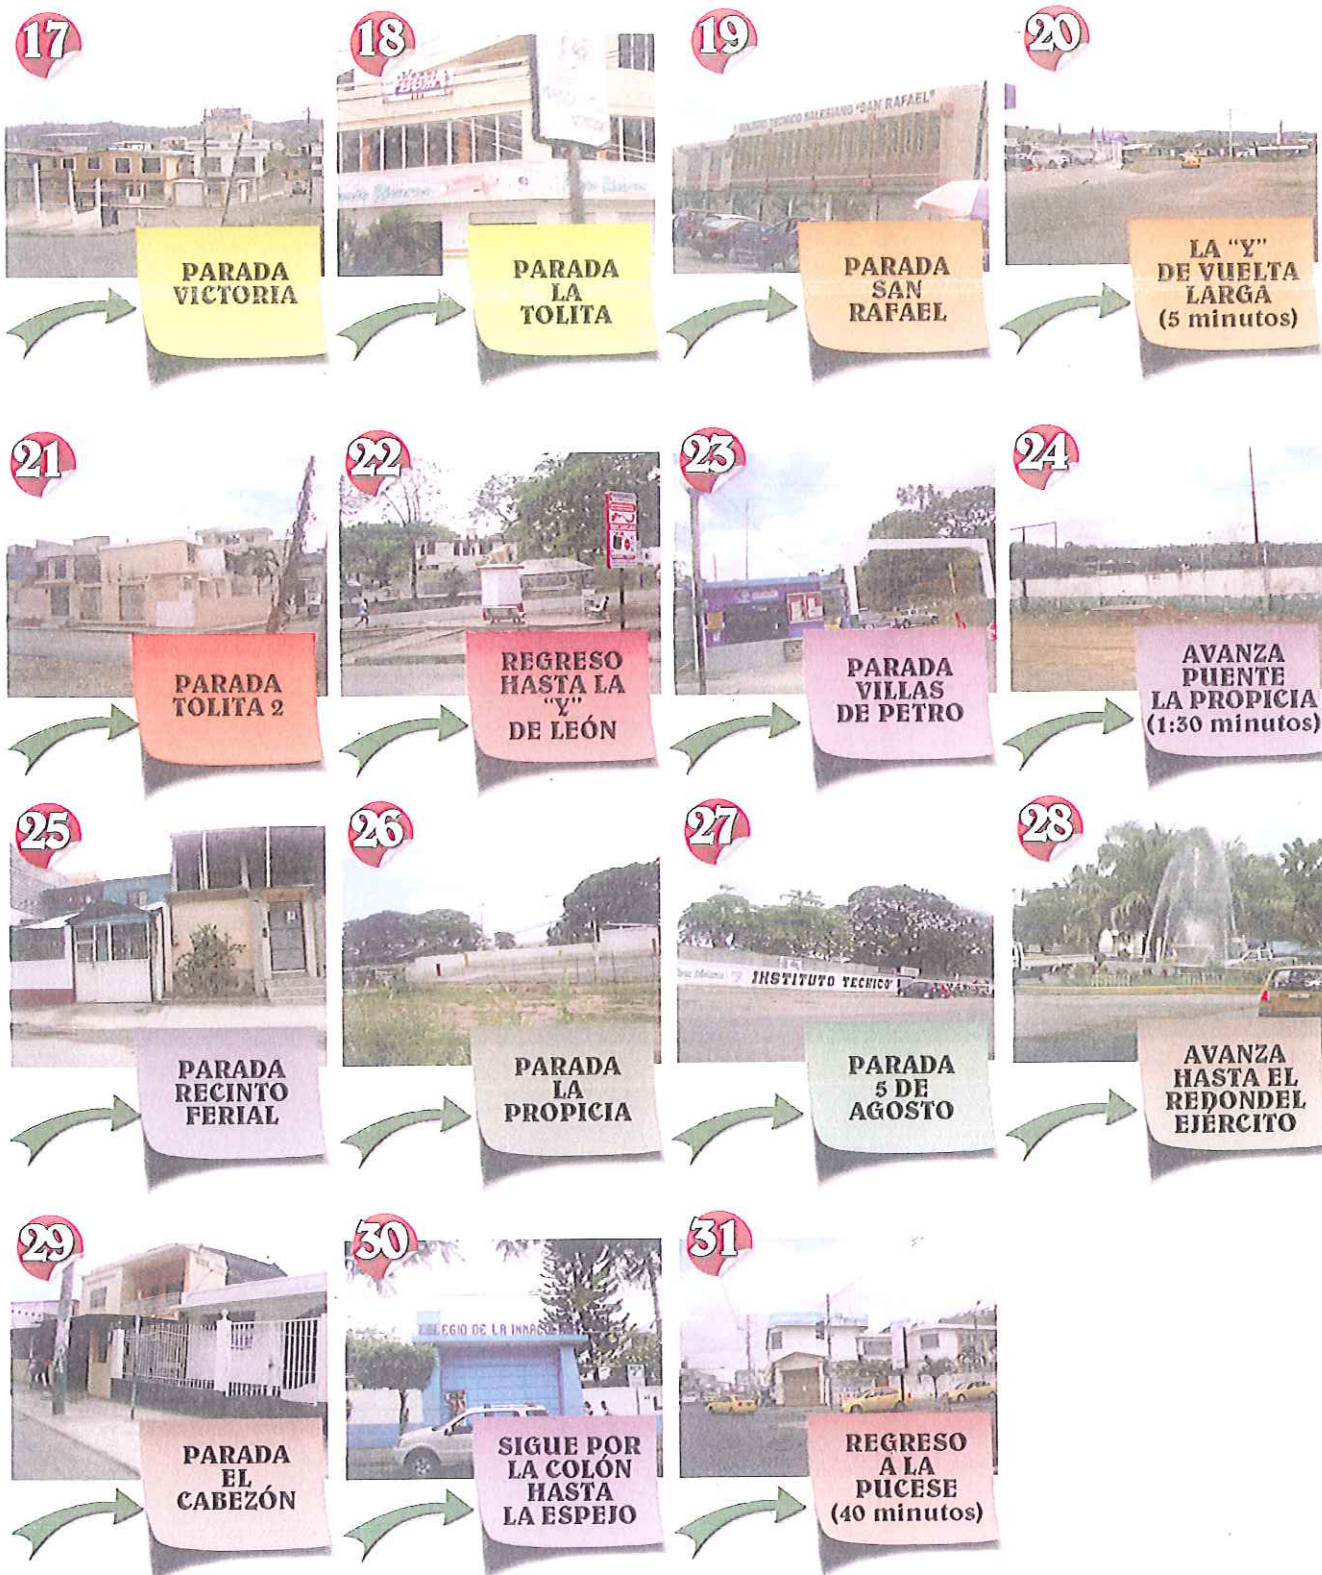 17
18
19
20
TECNICO SALESIANO "SAN RAFAEL"
PARADA
VICTORIA
PARADA
LA
TOLITA
PARADA
SAN
RAFAEL
LA "Y"
DE VUELTA
LARGA
(5 minutos)
21
22
23
24
PARADA
TOLITA 2
REGRESO
HASTA LA
"Y"
DE LEÓN
PARADA
VILLAS
DE PETRO
AVANZA
PUENTE
LA PROPICIA
(1:30 minutos)
25
26
27
28
INSTITUTO TECNICO
PARADA
RECINTO
FERIAL
PARADA
LA
PROPICIA
PARADA
5 DE
AGOSTO
AVANZA
HASTA EL
REDONDEL
EJÉRCITO
29
30
31
EGIO DE LA INMACU
PARADA
EL
CABEZÓN
SIGUE POR
LA COLÓN
HASTA
LA ESPEJO
REGRESO
A LA
PUCESE
(40 minutos)